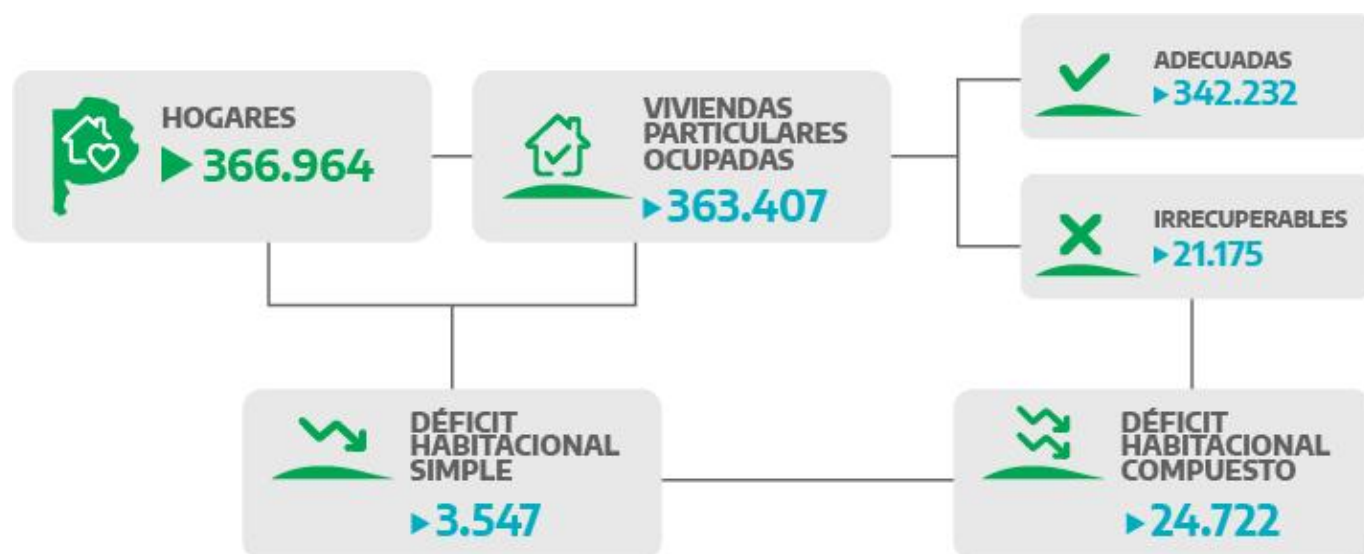 HOGARES
366.964
VIVIENDAS
PARTICULARES
OCUPADAS
363.407
ADECUADAS
342.232
IRRECUPERABLES
21.175
DÉFICIT
HABITACIONAL
SIMPLE
3.547
DÉFICIT
HABITACIONAL
COMPUESTO
24.722